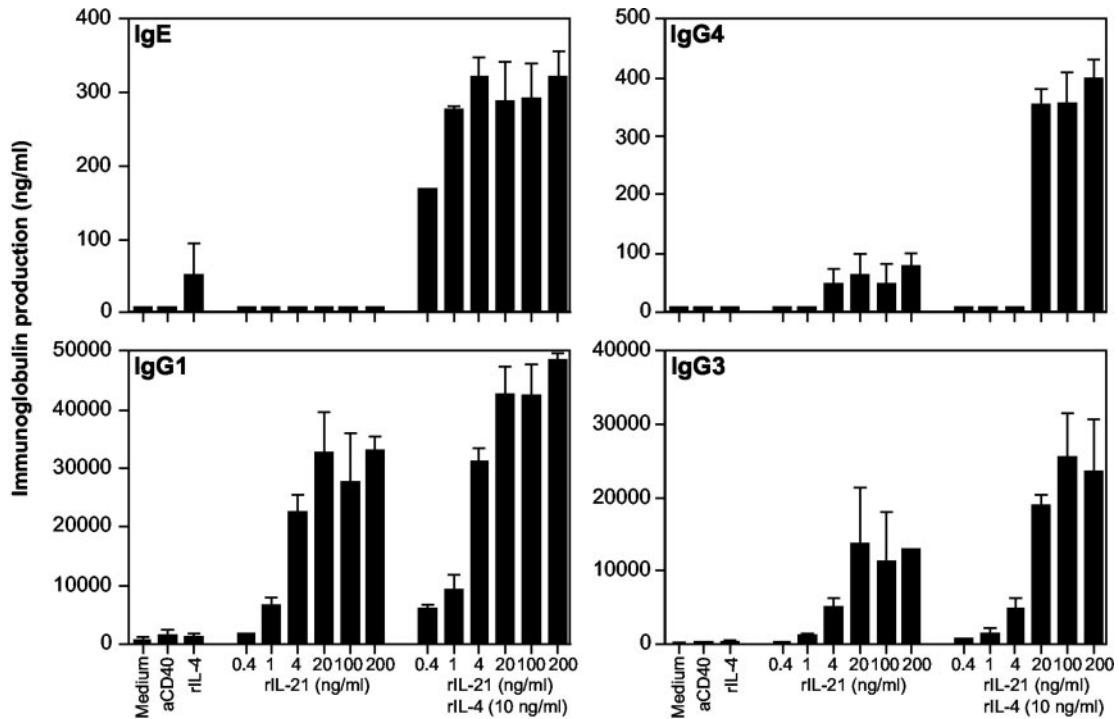 Immunoglobulin production (ng/ml)
IgE
400
300
200
100
0
IgG4
500
400
300
200
100
0
IgG1
50000
40000
30000
20000
10000
0
Medium
aCD40
rIL-4
0.4 1 4 20 100 200
rIL-21 (ng/ml)
0.4 1 4 20 100 200
rIL-21 (ng/ml)
rIL-4 (10 ng/ml)
IgG3
40000
30000
20000
10000
0
Medium
aCD40
rIL-4
0.4 1 4 20 100 200
rIL-21 (ng/ml)
0.4 1 4 20 100 200
rIL-21 (ng/ml)
rIL-4 (10 ng/ml)